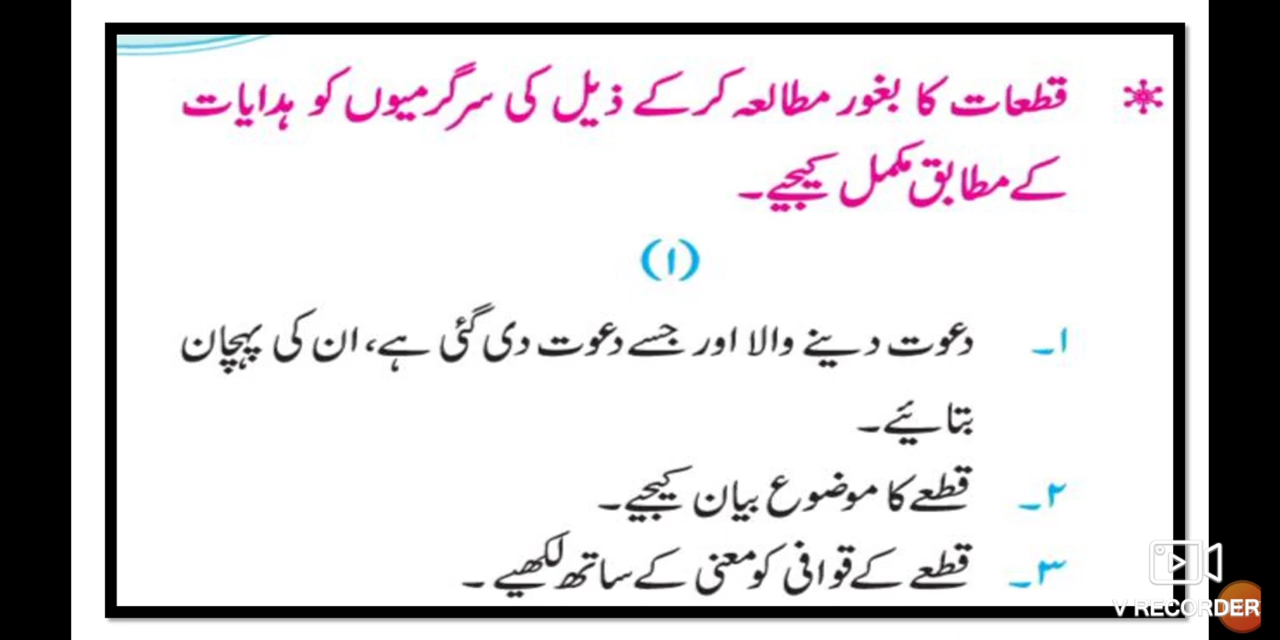 * قطعات کا بغور مطالعہ کر کے ذیل کی سرگرمیوں کو ہدایات
کے مطابق مکمل کیجیے۔
(۱)
۱۔ دعوت دینے والا اور جسے دعوت دی گئی ہے، ان کی پہچان
بتائیے۔
۲۔ قطعے کا موضوع بیان کیجیے۔
۳۔ قطعے کے قوافی کو معنی کے ساتھ لکھیے۔
V RECORDER